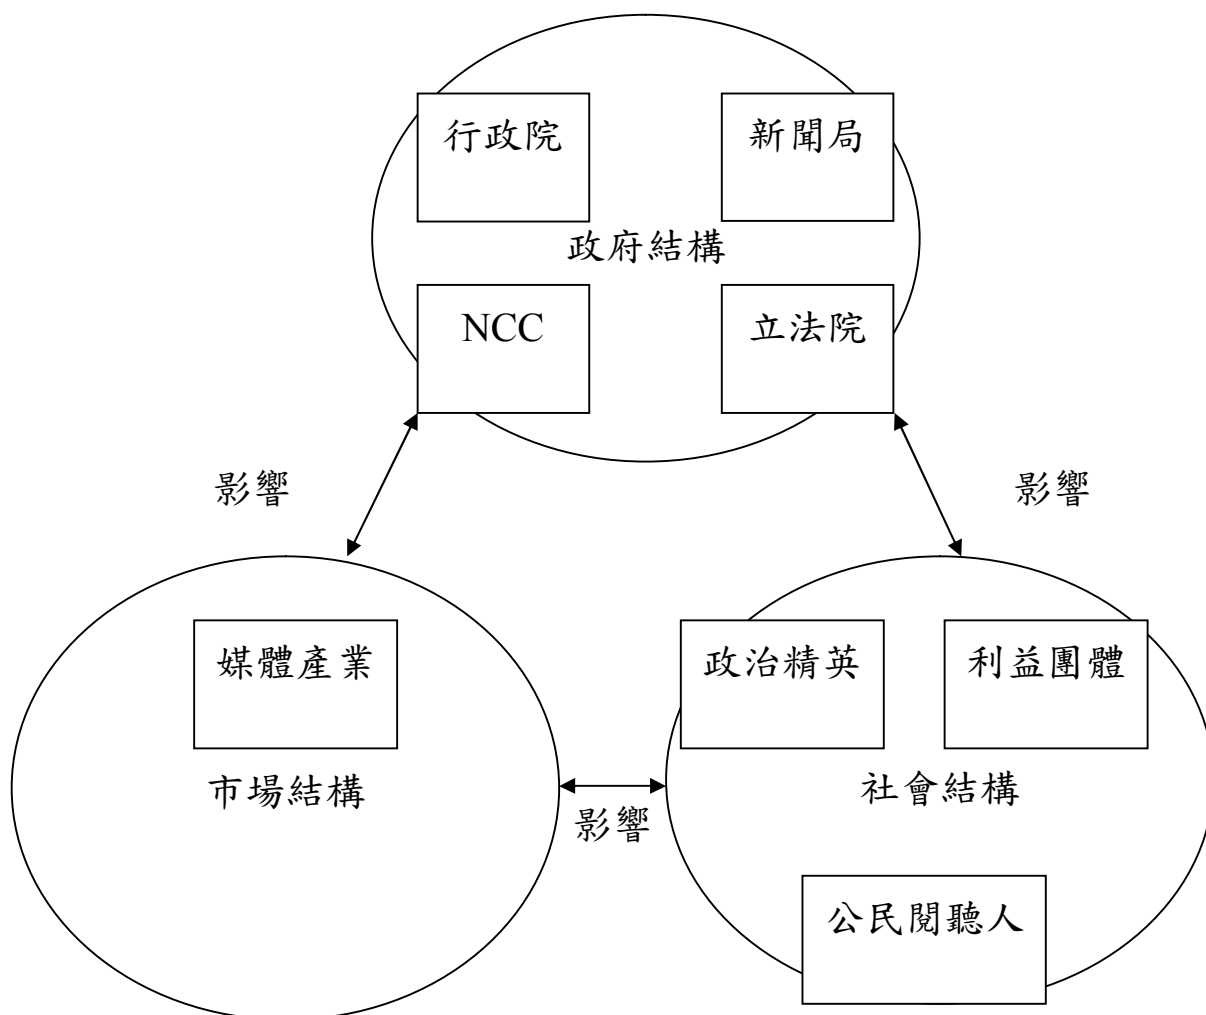 行政院
新聞局
政府結構
NCC
立法院
影響
影響
媒體產業
政治精英
利益團體
市場結構
社會結構
影響
公民閱聽人